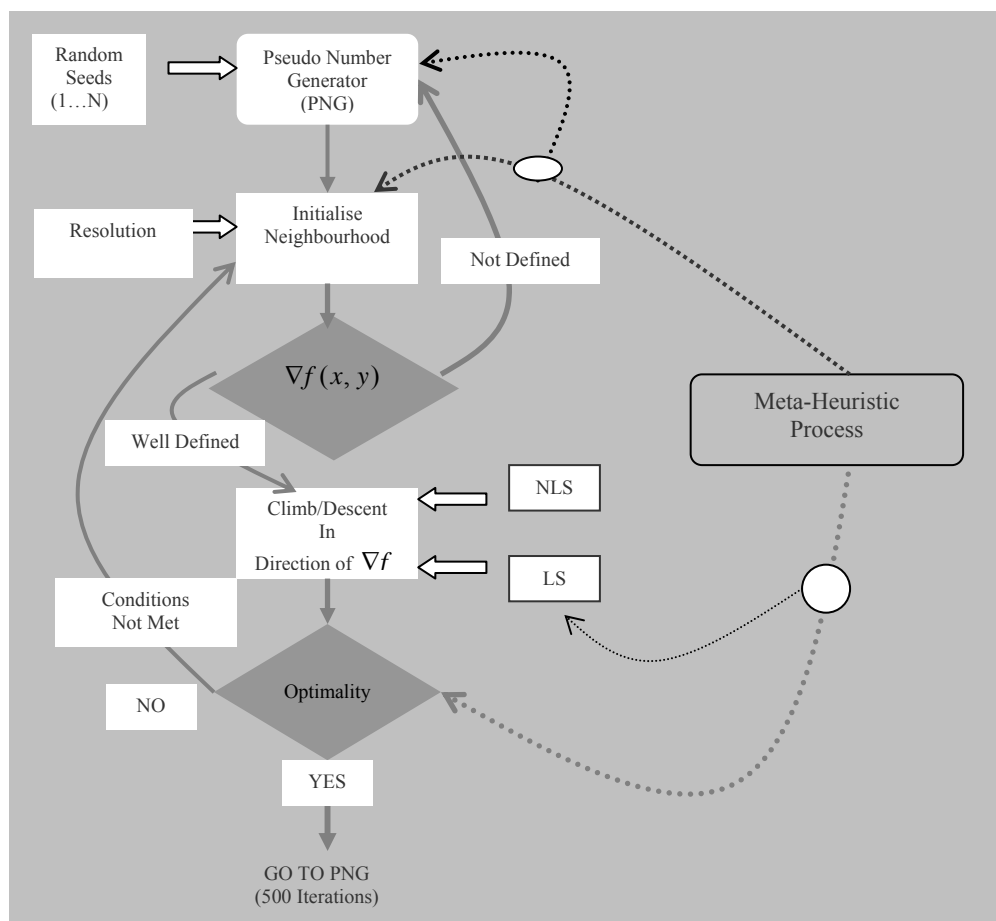 Random
Seeds
(1…N)
Pseudo Number
Generator
(PNG)
Resolution
Initialise
Neighbourhood
Not Defined
∇f (x, y)
Meta-Heuristic
Process
Well Defined
Climb/Descent
In
Direction of ∇f
NLS
LS
Conditions
Not Met
Optimality
NO
YES
GO TO PNG
(500 Iterations)